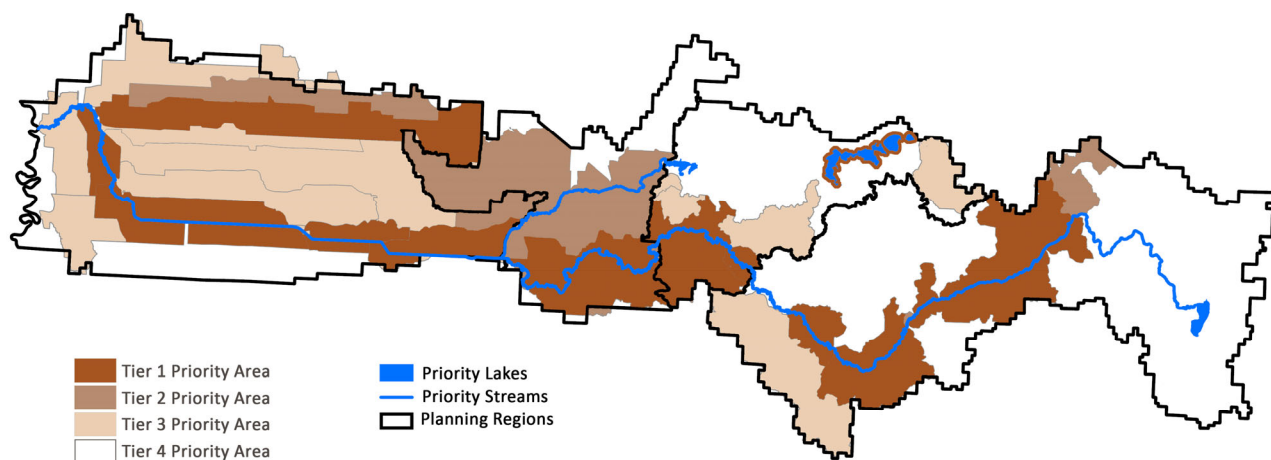 Tier 1 Priority Area
Tier 2 Priority Area
Tier 3 Priority Area
Tier 4 Priority Area
Priority Lakes
Priority Streams
Planning Regions